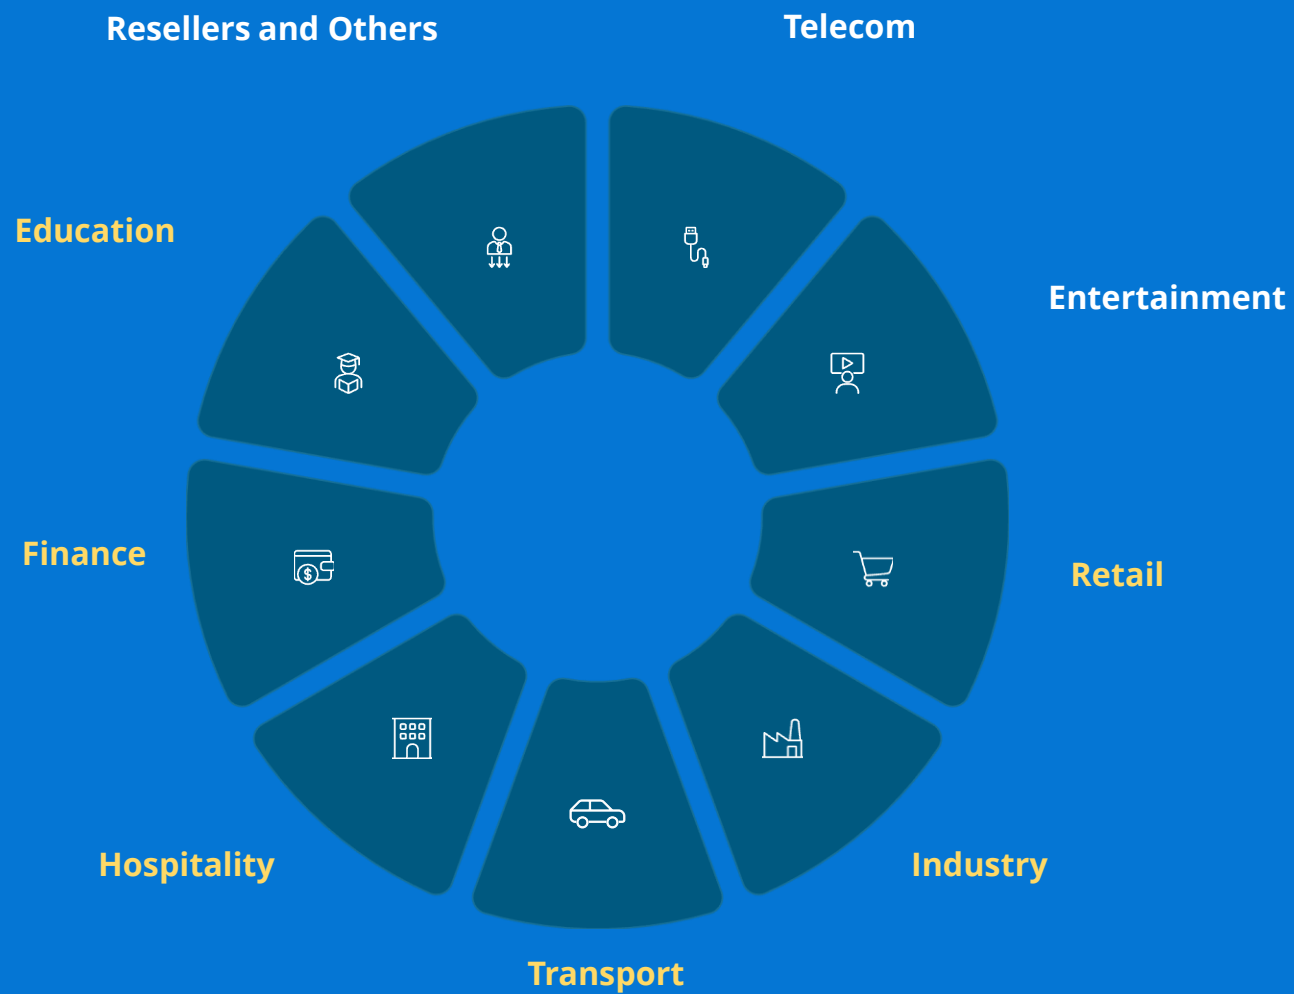 Resellers and Others
Telecom
Education
Entertainment
Finance
Retail
Hospitality
Industry
Transport